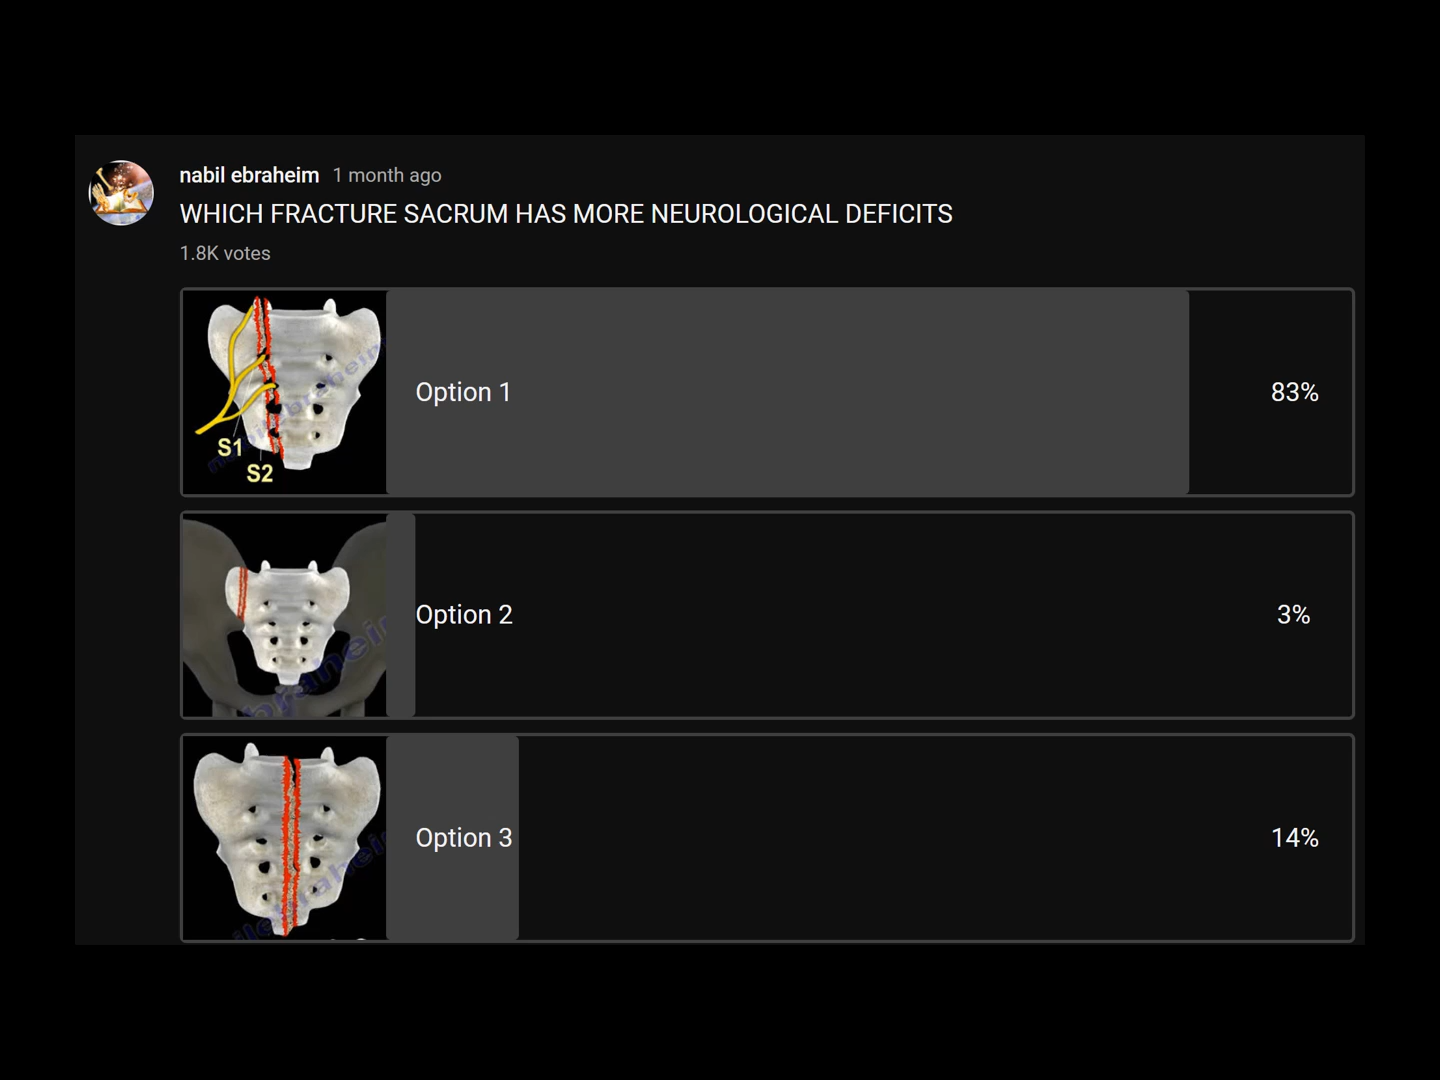 nabil ebraheim 1 month ago
WHICH FRACTURE SACRUM HAS MORE NEUROLOGICAL DEFICITS
1.8K votes
S1
S2
Option 1 83%
Option 2 3%
Option 3 14%